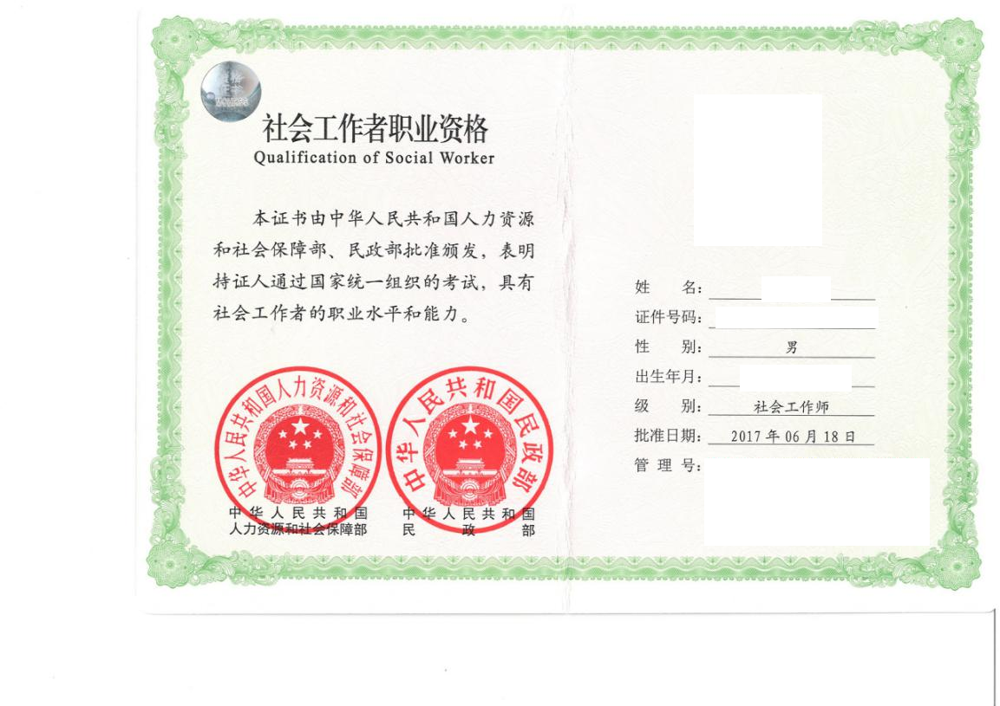 社会工作者职业资格
Qualification of Social Worker
本证书由中华人民共和国人力资源
和社会保障部、民政部批准颁发，表明
持证人通过国家统一组织的考试，具有
社会工作者的职业水平和能力。
中华人民共和国人力资源和社会保障部
中华人民共和国民政部
中华人民共和国
人力资源和社会保障部
中华人民共和国
民政部
姓名：
证件号码：
性别：男
出生年月：
级别：社会工作师
批准日期：2017年06月18日
管理号：